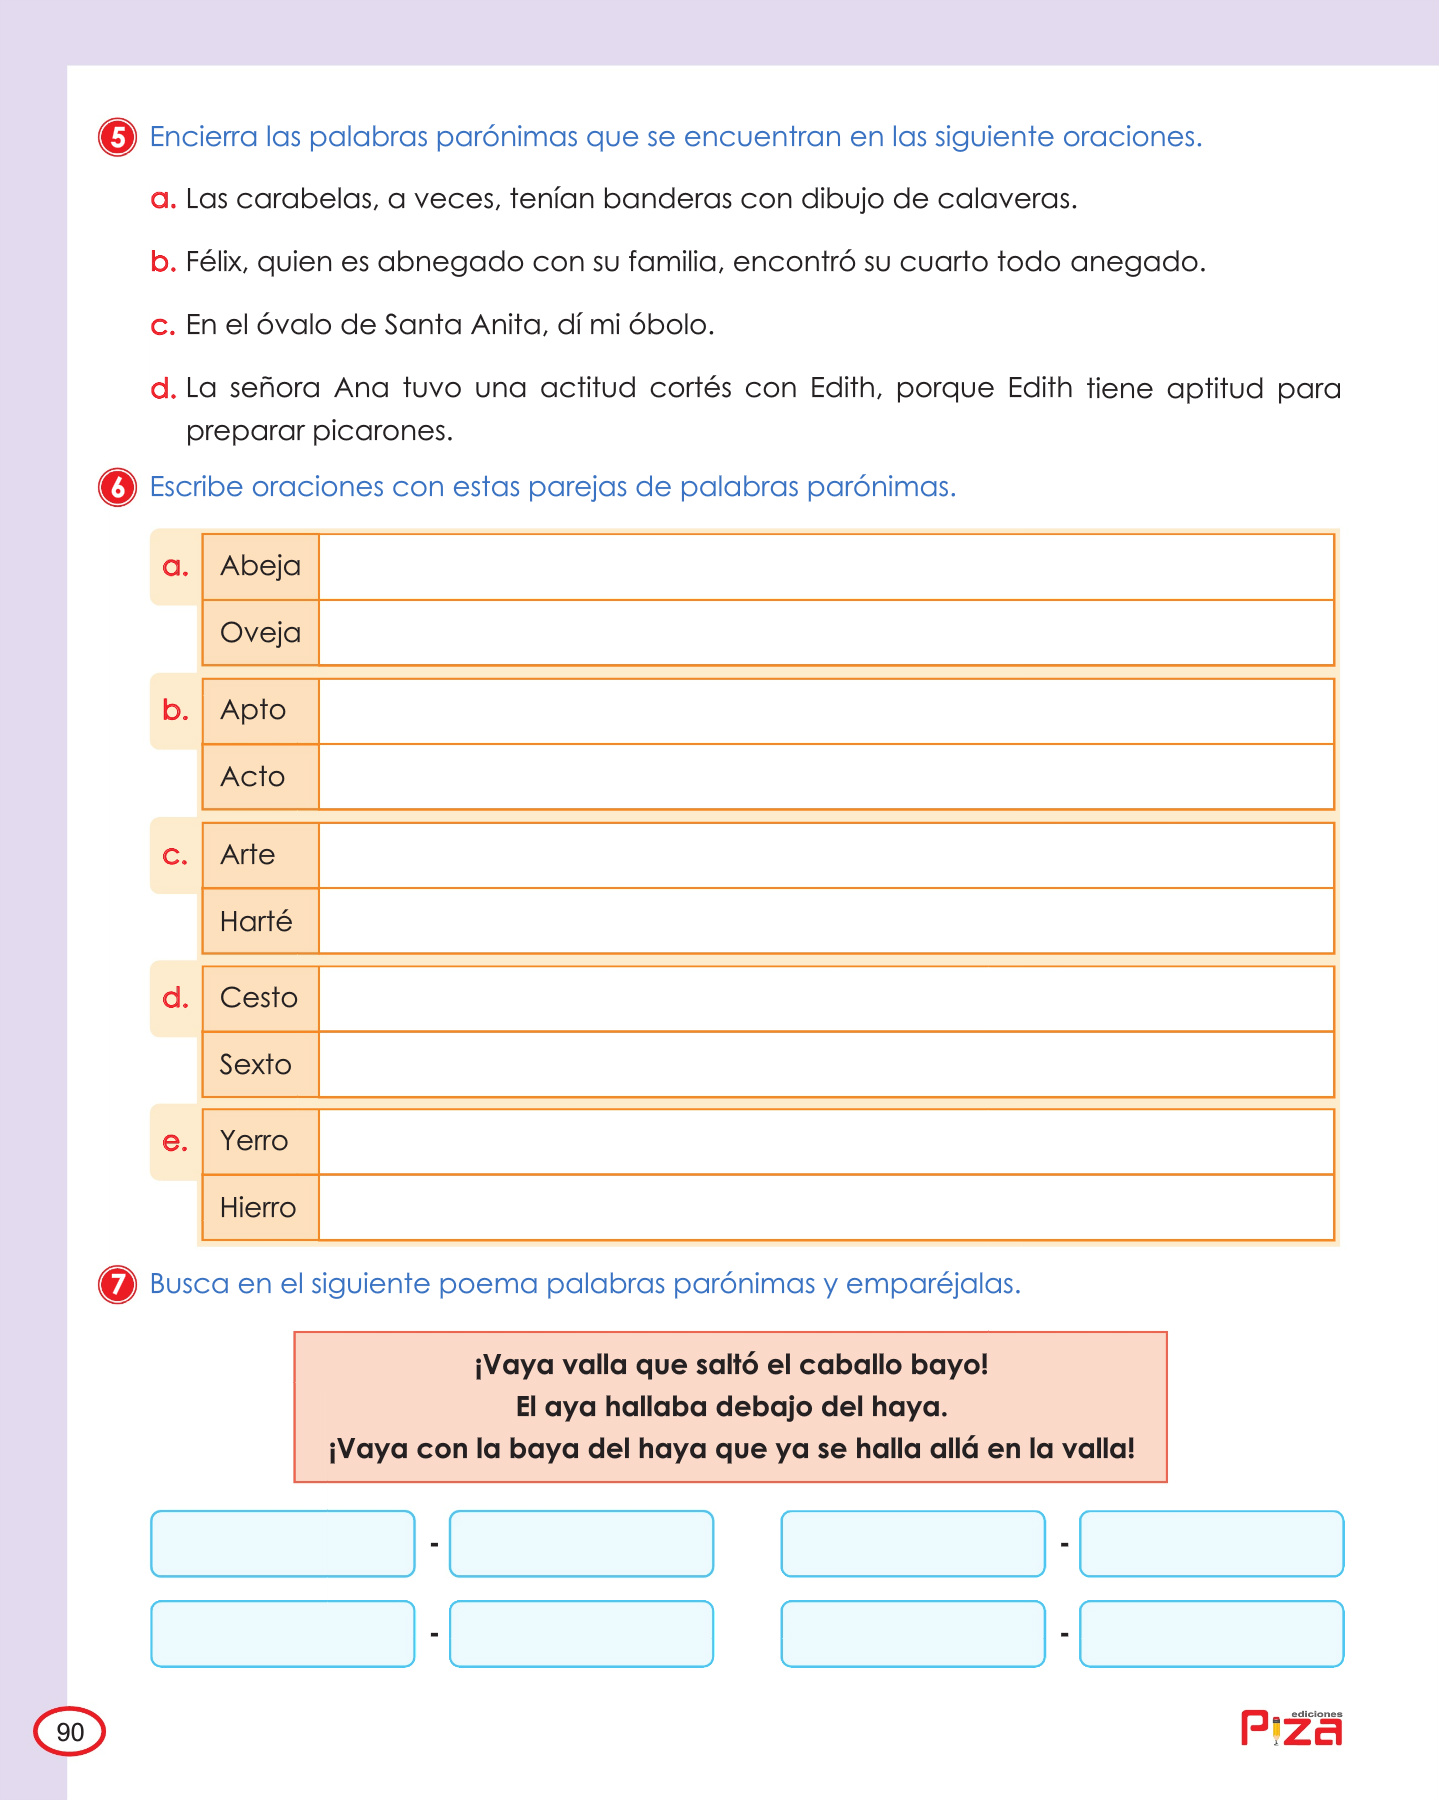 5 Encierra las palabras parónimas que se encuentran en las siguiente oraciones.
a. Las carabelas, a veces, tenían banderas con dibujo de calaveras.
b. Félix, quien es abnegado con su familia, encontró su cuarto todo anegado.
c. En el óvalo de Santa Anita, dí mi óbolo.
d. La señora Ana tuvo una actitud cortés con Edith, porque Edith tiene aptitud para
preparar picarones.
6 Escribe oraciones con estas parejas de palabras parónimas.
a. Abeja
Oveja
b. Apto
Acto
c. Arte
Harté
d. Cesto
Sexto
e. Yerro
Hierro
7 Busca en el siguiente poema palabras parónimas y emparéjalas.
¡Vaya valla que saltó el caballo bayo!
El aya hallaba debajo del haya.
¡Vaya con la baya del haya que ya se halla allá en la valla!
- -
- -
90
ediciones
Piza